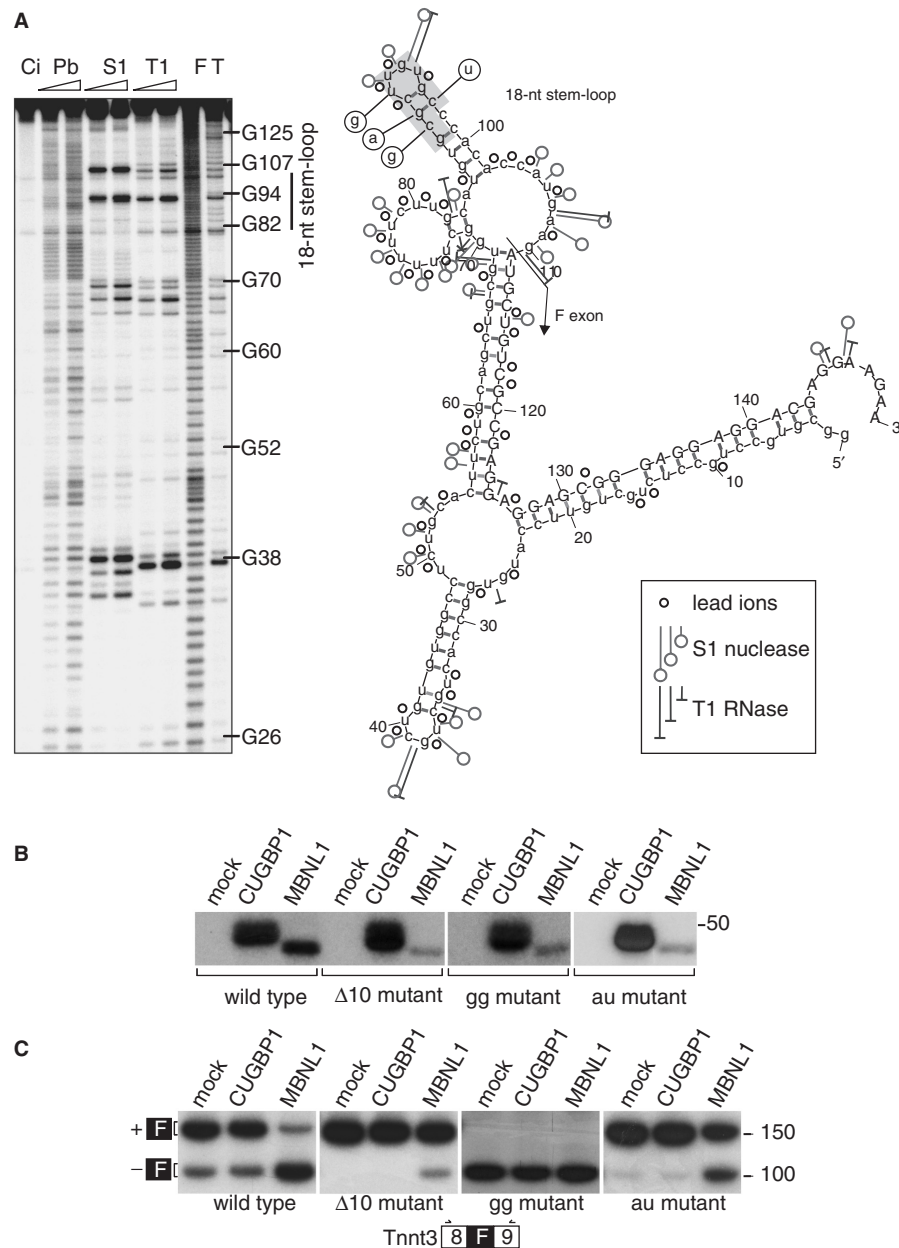 A
Ci Pb S1 T1 F T
G125
G107
G94
G82
G70
G60
G52
G38
G26
18-nt stem-loop
18-nt stem-loop
u
g
a
g
100
80
70
110
F exon
60
120
50
130
140
10
5′
3′
20
30
40
lead ions
S1 nuclease
T1 RNase
B
mock CUGBP1 MBNL1 mock CUGBP1 MBNL1 mock CUGBP1 MBNL1 mock CUGBP1 MBNL1
-50
wild type Δ10 mutant gg mutant au mutant
C
mock CUGBP1 MBNL1 mock CUGBP1 MBNL1 mock CUGBP1 MBNL1 mock CUGBP1 MBNL1
+ F
- 150
− F
- 100
wild type Δ10 mutant gg mutant au mutant
Tnnt3 8 F 9